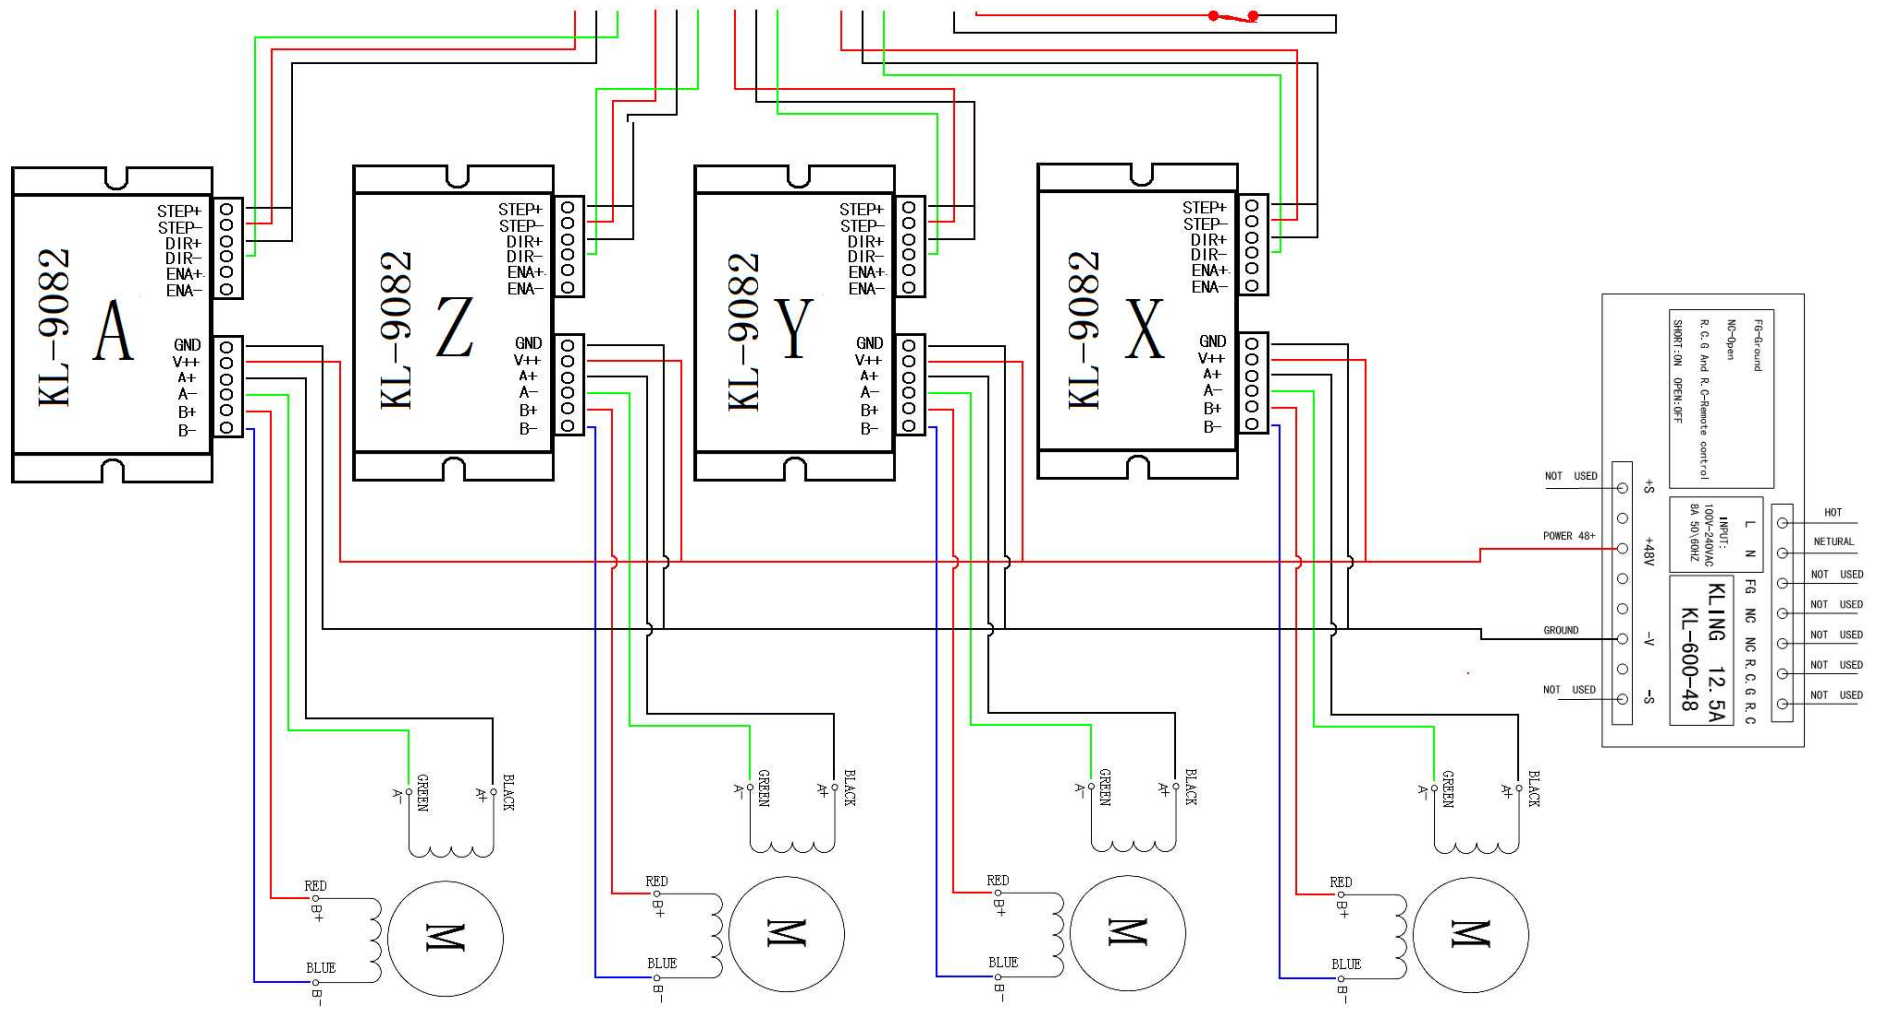 STEP+
STEP-
DIR+
DIR-
ENA+
ENA-
KL-9082
A
GND
V++
A+
A-
B+
B-
STEP+
STEP-
DIR+
DIR-
ENA+
ENA-
KL-9082
Z
GND
V++
A+
A-
B+
B-
STEP+
STEP-
DIR+
DIR-
ENA+
ENA-
KL-9082
Y
GND
V++
A+
A-
B+
B-
STEP+
STEP-
DIR+
DIR-
ENA+
ENA-
KL-9082
X
GND
V++
A+
A-
B+
B-
FG-Ground
NC-Open
R.C.G And R.C-Remote control
SHORT:ON OPEN:OFF
NOT USED
POWER 48+
GROUND
NOT USED
+S
+48V
-V
-S
INPUT:
100V-240VAC
8A 50\60HZ
KLING 12.5A
KL-600-48
L
N
FG
NC
NC
R.C.G
R.C
HOT
NETURAL
NOT USED
NOT USED
NOT USED
NOT USED
NOT USED
A-
GREEN
A+
BLACK
RED
B+
BLUE
B-
M
A-
GREEN
A+
BLACK
RED
B+
BLUE
B-
M
A-
GREEN
A+
BLACK
RED
B+
BLUE
B-
M
A-
GREEN
A+
BLACK
RED
B+
BLUE
B-
M